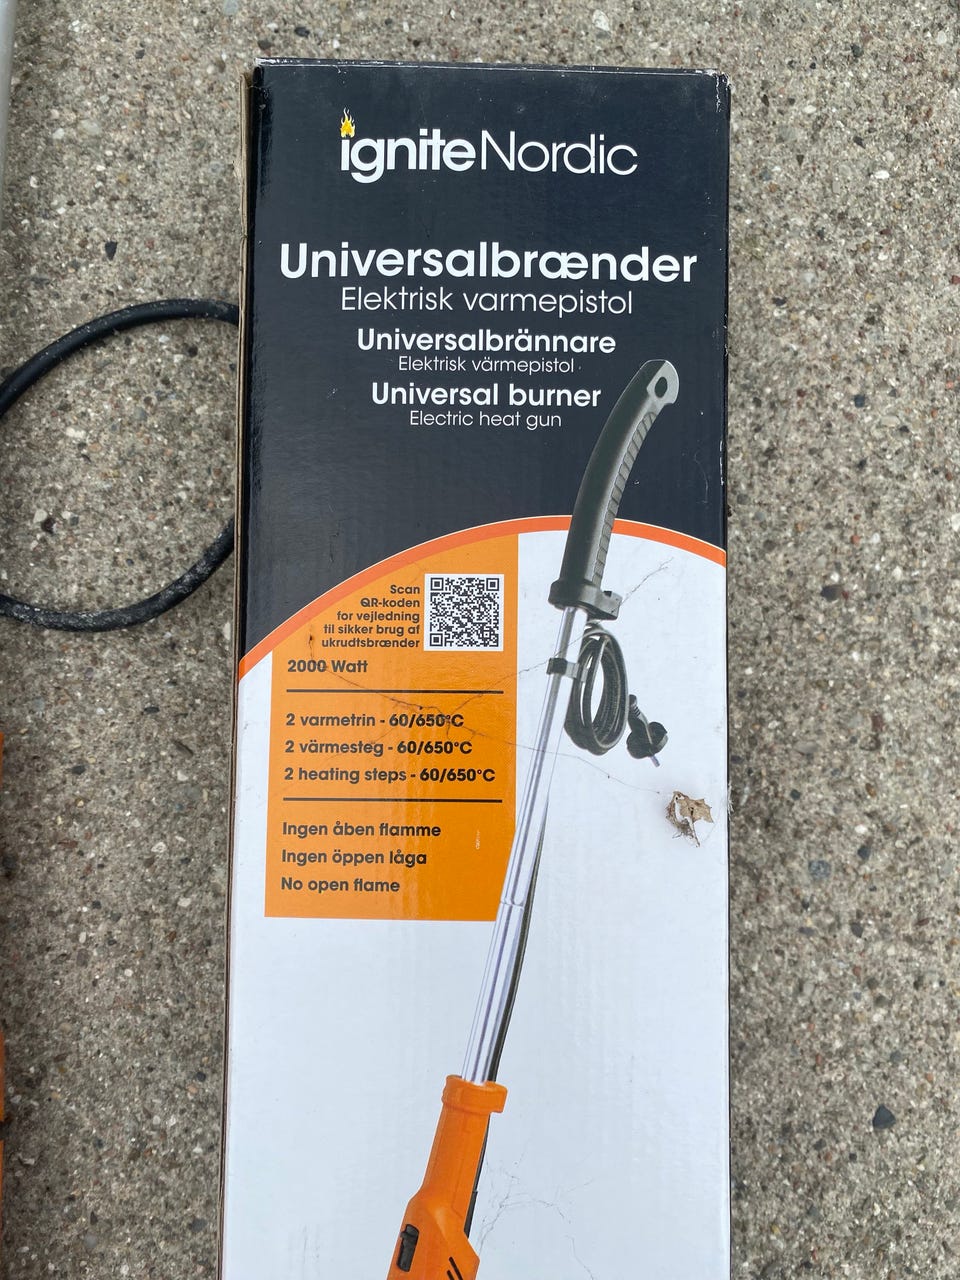 ignite Nordic
Universalbrænder
Elektrisk varmepistol
Universalbrännare
Elektrisk värmepistol
Universal burner
Electric heat gun
Scan
QR-koden
for vejledning
til sikker brug af
ukrudtsbrænder
2000 Watt
2 varmetrin - 60/650°C
2 värmesteg - 60/650°C
2 heating steps - 60/650°C
Ingen åben flamme
Ingen öppen låga
No open flame